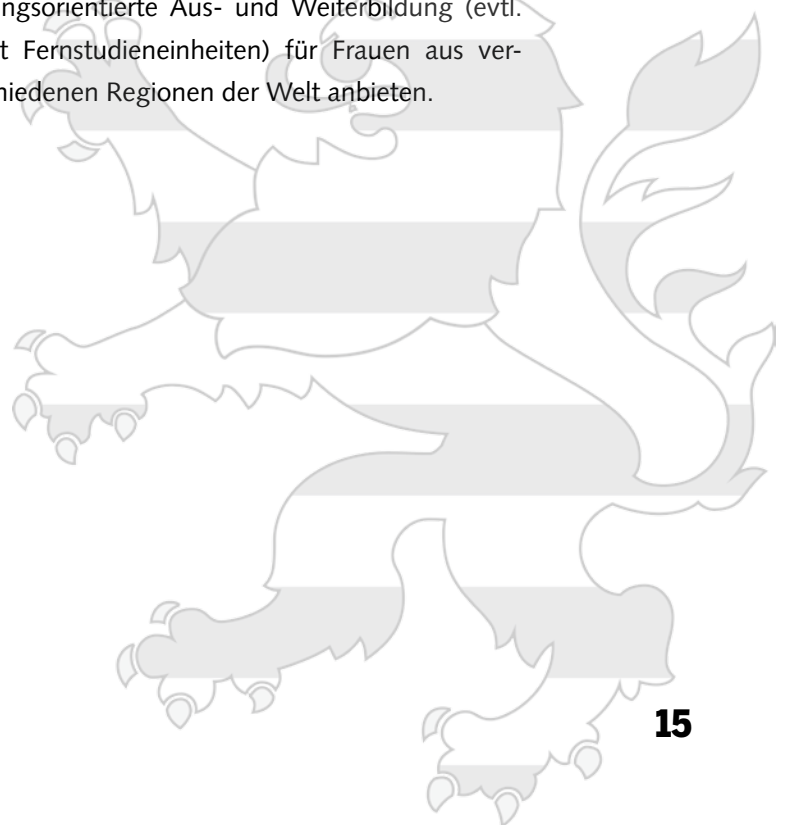 ngsorientierte Aus- und Weiterbildung (evtl.
t Fernstudieneinheiten) für Frauen aus ver-
hiedenen Regionen der Welt anbieten.
15